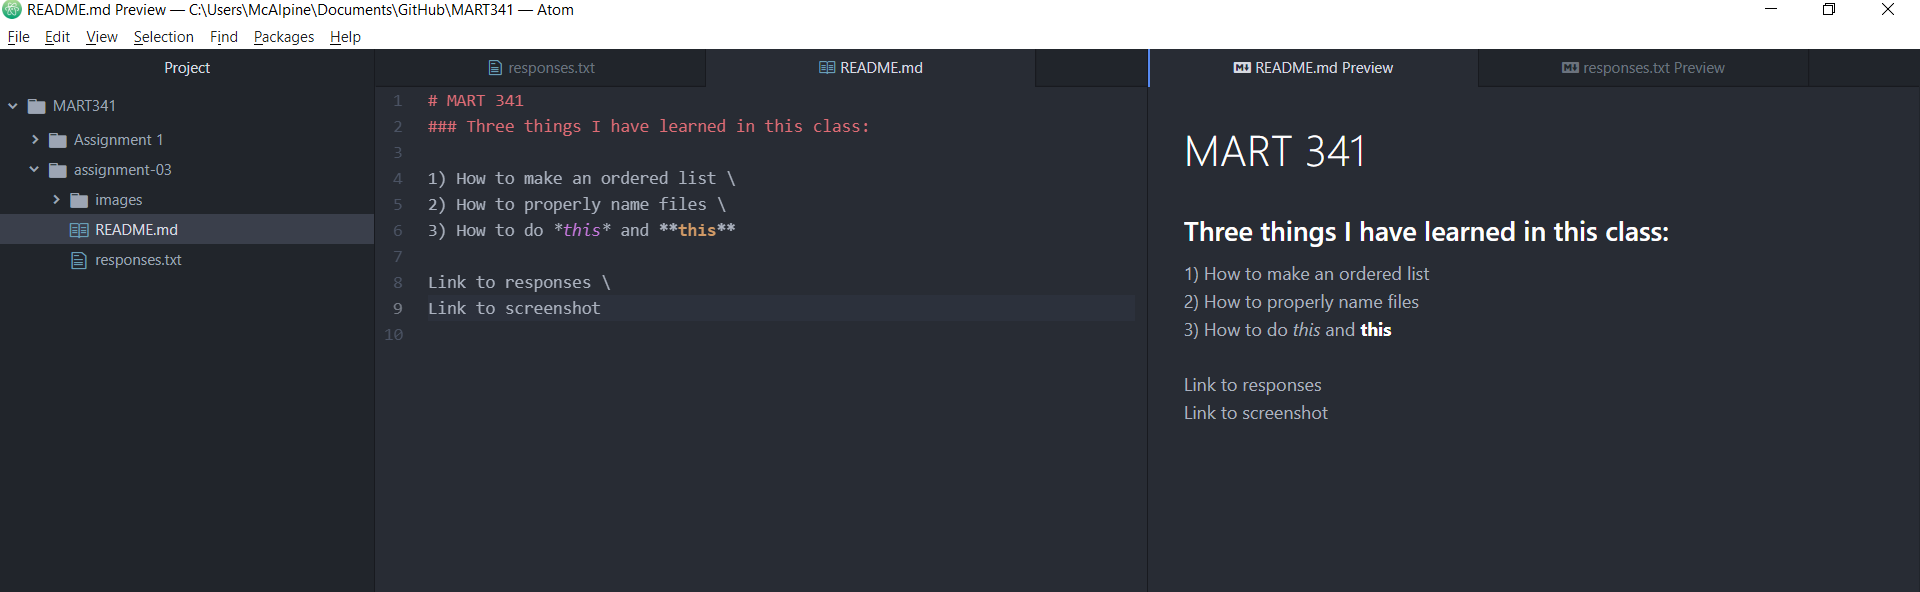 README.md Preview — C:\Users\McAlpine\Documents\GitHub\MART341 — Atom
File Edit View Selection Find Packages Help
Project
MART341
Assignment 1
assignment-03
images
README.md
responses.txt
responses.txt README.md
1 # MART 341
2 ### Three things I have learned in this class:
3
4 1) How to make an ordered list \
5 2) How to properly name files \
6 3) How to do *this* and **this**
7
8 Link to responses \
9 Link to screenshot
10
README.md Preview responses.txt Preview
MART 341
Three things I have learned in this class:
1) How to make an ordered list
2) How to properly name files
3) How to do this and this
Link to responses
Link to screenshot